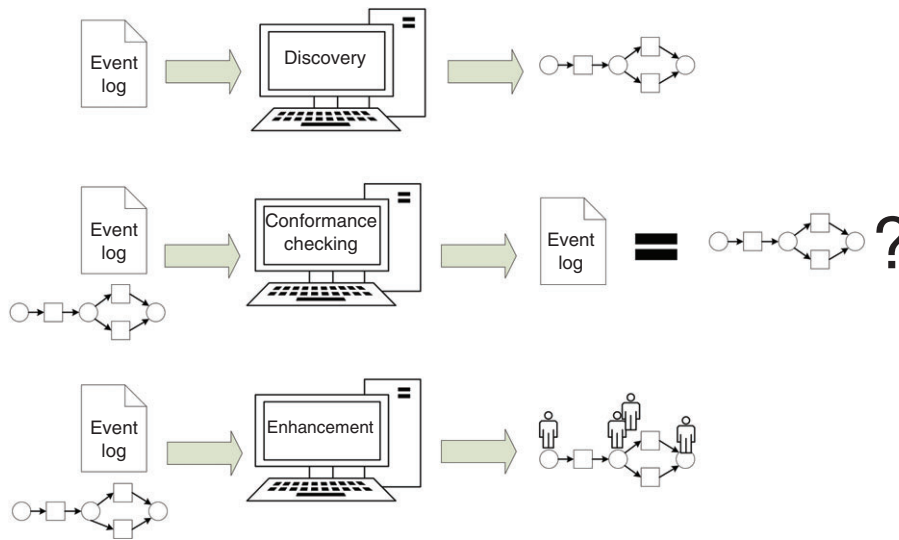 Event
log
Discovery
Event
log
Conformance
checking
Event
log
?
Event
log
Enhancement